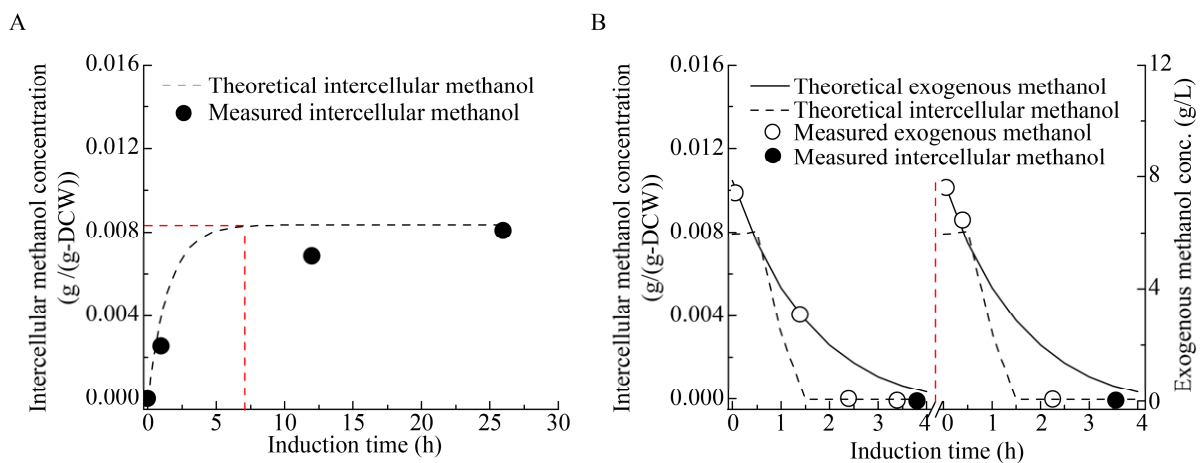 A
Intercellular methanol concentration
(g /(g-DCW))
0.016
0.012
0.008
0.004
0.000
Theoretical intercellular methanol
Measured intercellular methanol
0 5 10 15 20 25 30
Induction time (h)
B
Intercellular methanol concentration
(g/(g-DCW))
0.016
0.012
0.008
0.004
0.000
Theoretical exogenous methanol
Theoretical intercellular methanol
Measured exogenous methanol
Measured intercellular methanol
12
8
4
0
Exogenous methanol conc. (g/L)
0 1 2 3 4 0 1 2 3 4
Induction time (h)